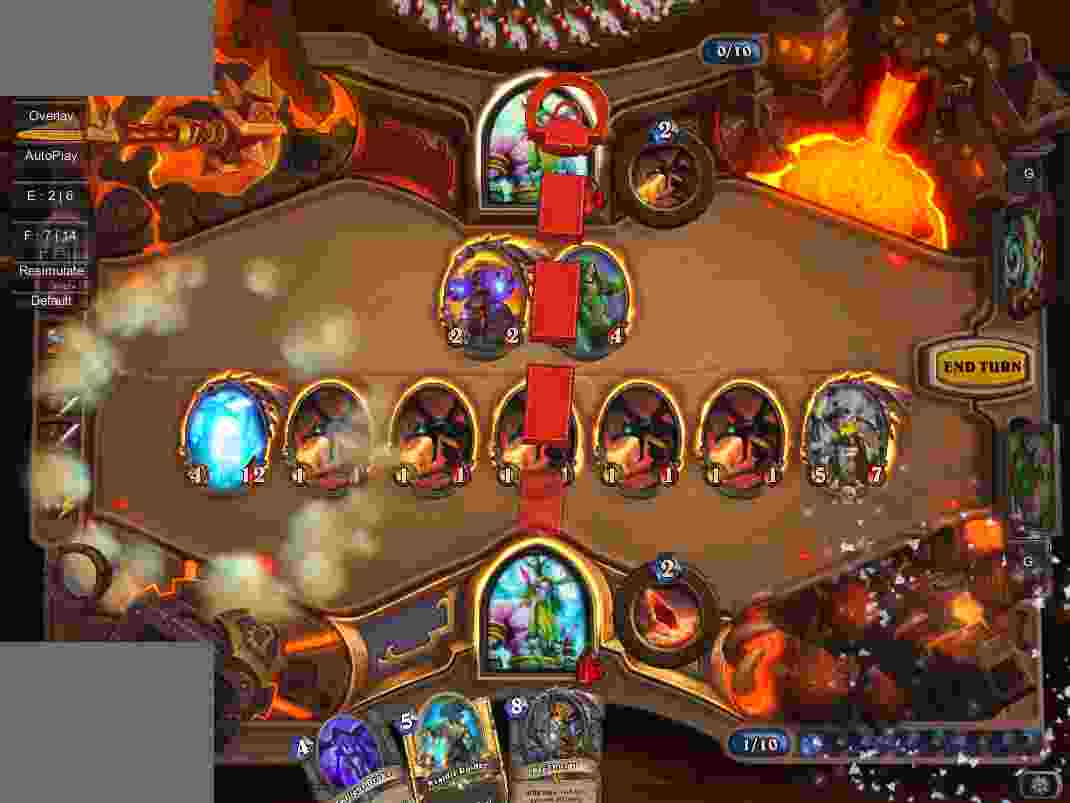 0/10
Overlay
2
AutoPlay
G
E : 2 | 6
F : 7 | 14
Resimulate
Default
2 2 4
END TURN
4 12 1 1 1 1 1 1 1 1 1 5 7
G
2
4 5 8
1/10